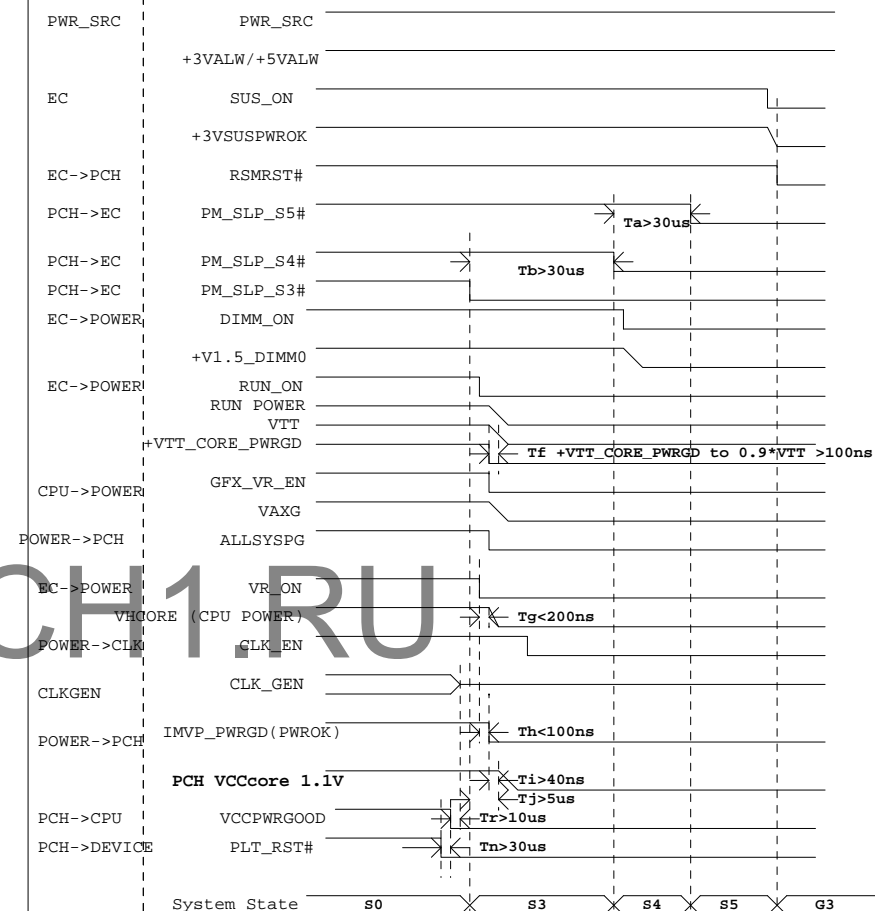 PWR_SRC PWR_SRC
+3VALW/+5VALW
EC SUS_ON
+3VSUSPWROK
EC->PCH RSMRST#
PCH->EC PM_SLP_S5# Ta>30us
PCH->EC PM_SLP_S4# Tb>30us
PCH->EC PM_SLP_S3#
EC->POWER DIMM_ON
+V1.5_DIMM0
EC->POWER RUN_ON
RUN POWER
VTT
+VTT_CORE_PWRGD Tf +VTT_CORE_PWRGD to 0.9*VTT >100ns
CPU->POWER GFX_VR_EN
VAXG
POWER->PCH ALLSYSPG
CH1.RU
EC->POWER VR_ON
VHCORE (CPU POWER) Tg<200ns
POWER->CLK CLK_EN
CLKGEN CLK_GEN
POWER->PCH IMVP_PWRGD(PWROK) Th<100ns
PCH VCCcore 1.1V Ti>40ns
Tj>5us
PCH->CPU VCCPWRGOOD Tr>10us
PCH->DEVICE PLT_RST# Tn>30us
System State S0 S3 S4 S5 G3